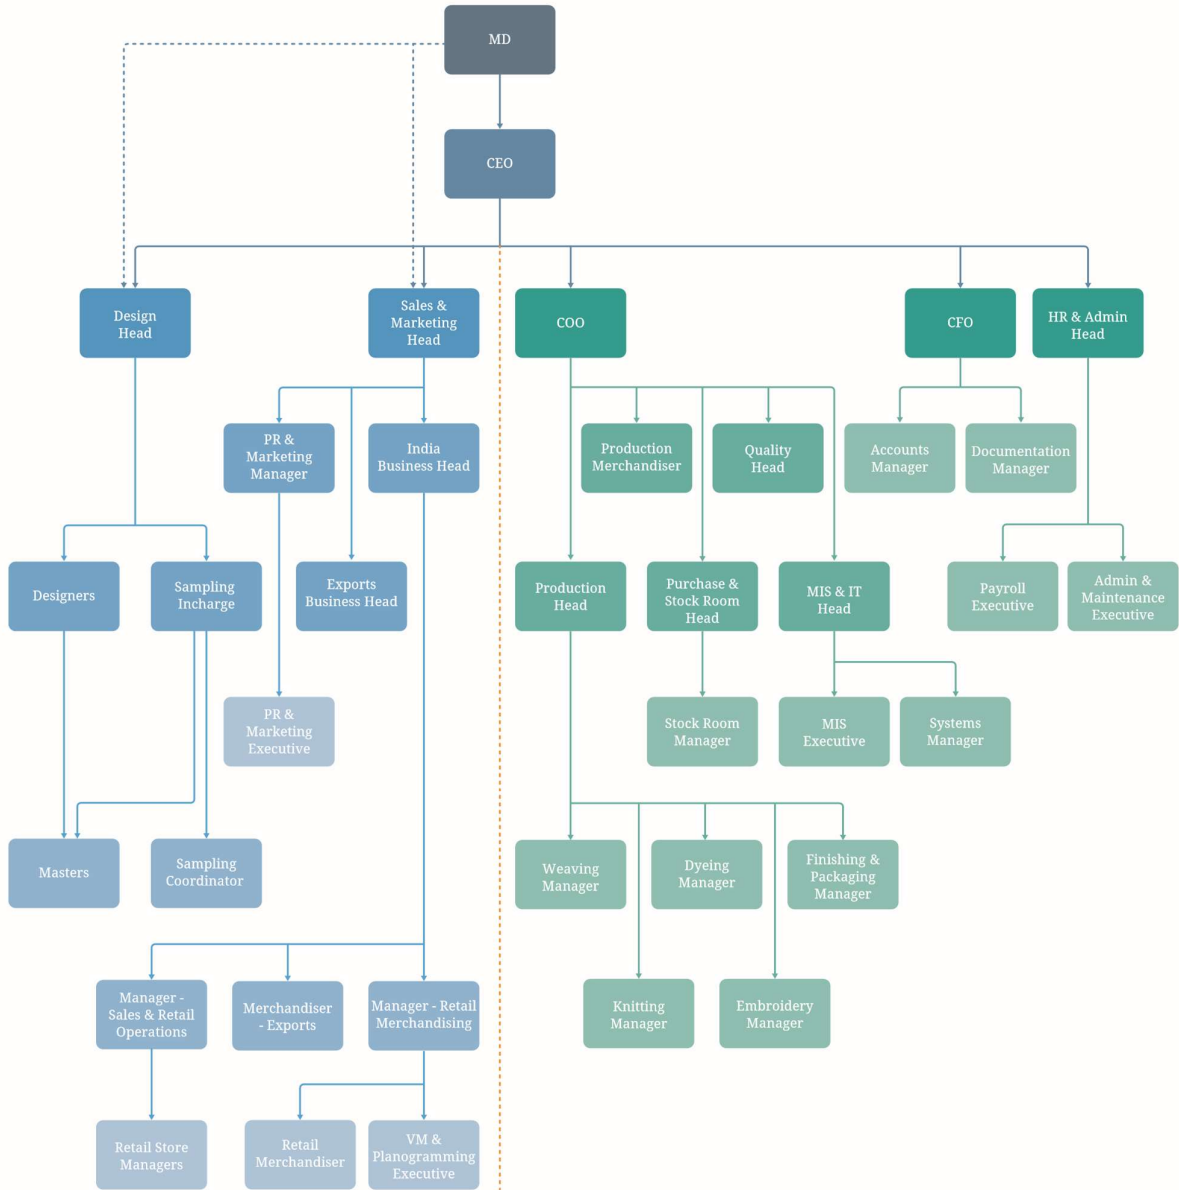 MD
CEO
Design
Head
Sales &
Marketing
Head
COO
CFO
HR & Admin
Head
PR &
Marketing
Manager
India
Business Head
Production
Merchandiser
Quality
Head
Accounts
Manager
Documentation
Manager
Designers
Sampling
Incharge
Exports
Business Head
Production
Head
Purchase &
Stock Room
Head
MIS & IT
Head
Payroll
Executive
Admin &
Maintenance
Executive
PR &
Marketing
Executive
Stock Room
Manager
MIS
Executive
Systems
Manager
Masters
Sampling
Coordinator
Weaving
Manager
Dyeing
Manager
Finishing &
Packaging
Manager
Manager -
Sales & Retail
Operations
Merchandiser
- Exports
Manager - Retail
Merchandising
Knitting
Manager
Embroidery
Manager
Retail Store
Managers
Retail
Merchandiser
VM &
Planogramming
Executive